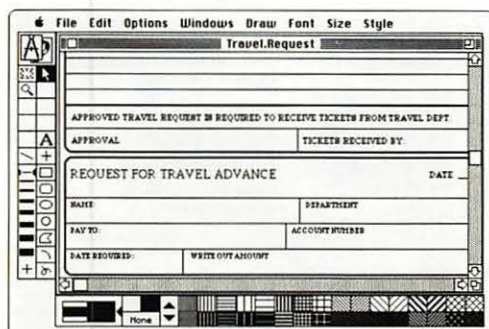 File Edit Options Windows Draw Font Size Style
Travel.Request
APPROVED TRAVEL REQUEST IS REQUIRED TO RECEIVE TICKETS FROM TRAVEL DEPT.
APPROVAL TICKETS RECEIVED BY:
REQUEST FOR TRAVEL ADVANCE DATE
NAME DEPARTMENT
PAY TO: ACCOUNT NUMBER
DATE REQUIRED: WRITE OUT AMOUNT
A
None